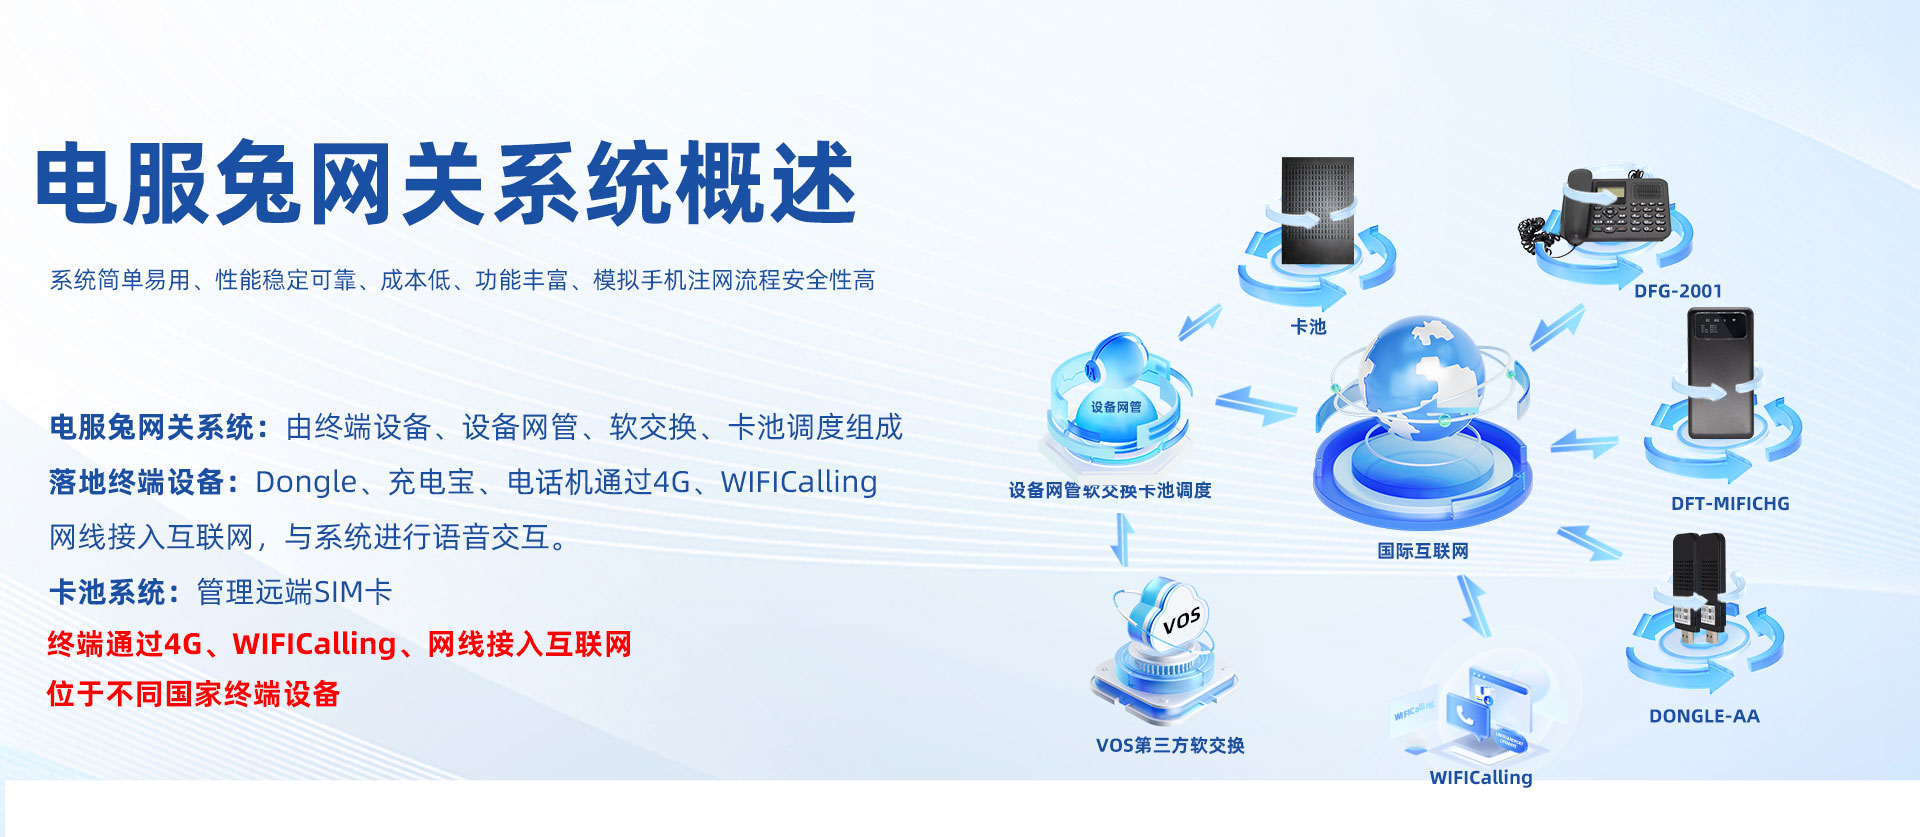 电服兔网关系统概述
系统简单易用、性能稳定可靠、成本低、功能丰富、模拟手机注网流程安全性高
电服兔网关系统：由终端设备、设备网管、软交换、卡池调度组成
落地终端设备：Dongle、充电宝、电话机通过4G、WIFICalling
网线接入互联网，与系统进行语音交互。
卡池系统：管理远端SIM卡
终端通过4G、WIFICalling、网线接入互联网
位于不同国家终端设备
卡池
DFG-2001
设备网管
设备网管软交换卡池调度
国际互联网
DFT-MIFICHG
VOS
VOS第三方软交换
WIFICalling
WIFICalling
DONGLE-AA